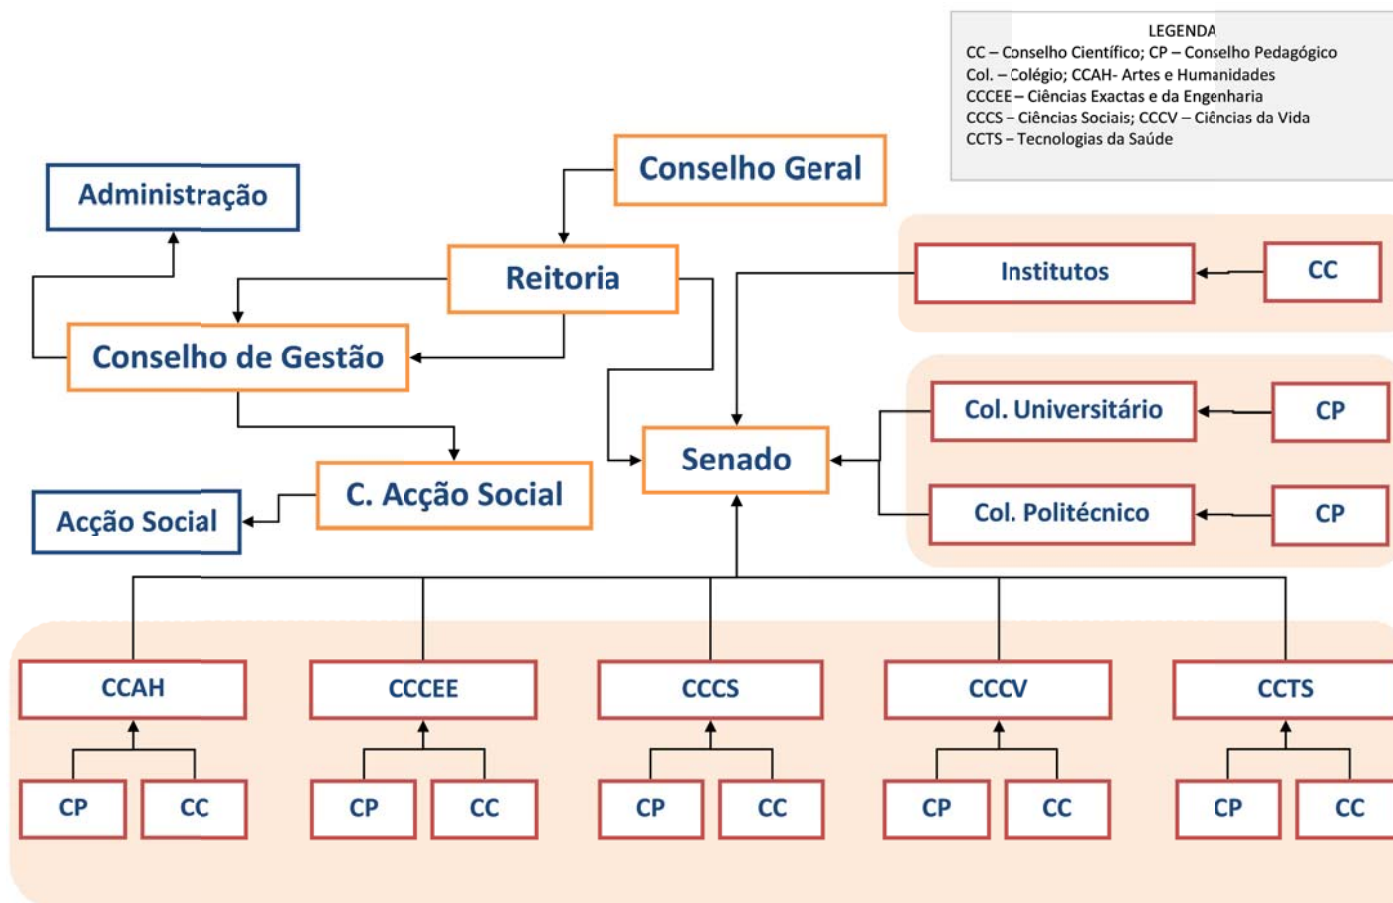 LEGENDA
CC – Conselho Científico; CP – Conselho Pedagógico
Col. – Colégio; CCAH- Artes e Humanidades
CCCEE – Ciências Exactas e da Engenharia
CCCS – Ciências Sociais; CCCV – Ciências da Vida
CCTS – Tecnologias da Saúde
Conselho Geral
Administração
Reitoria
Institutos
CC
Conselho de Gestão
Col. Universitário
CP
Senado
C. Acção Social
Acção Social
Col. Politécnico
CP
CCAH
CCCEE
CCCS
CCCV
CCTS
CP
CC
CP
CC
CP
CC
CP
CC
CP
CC